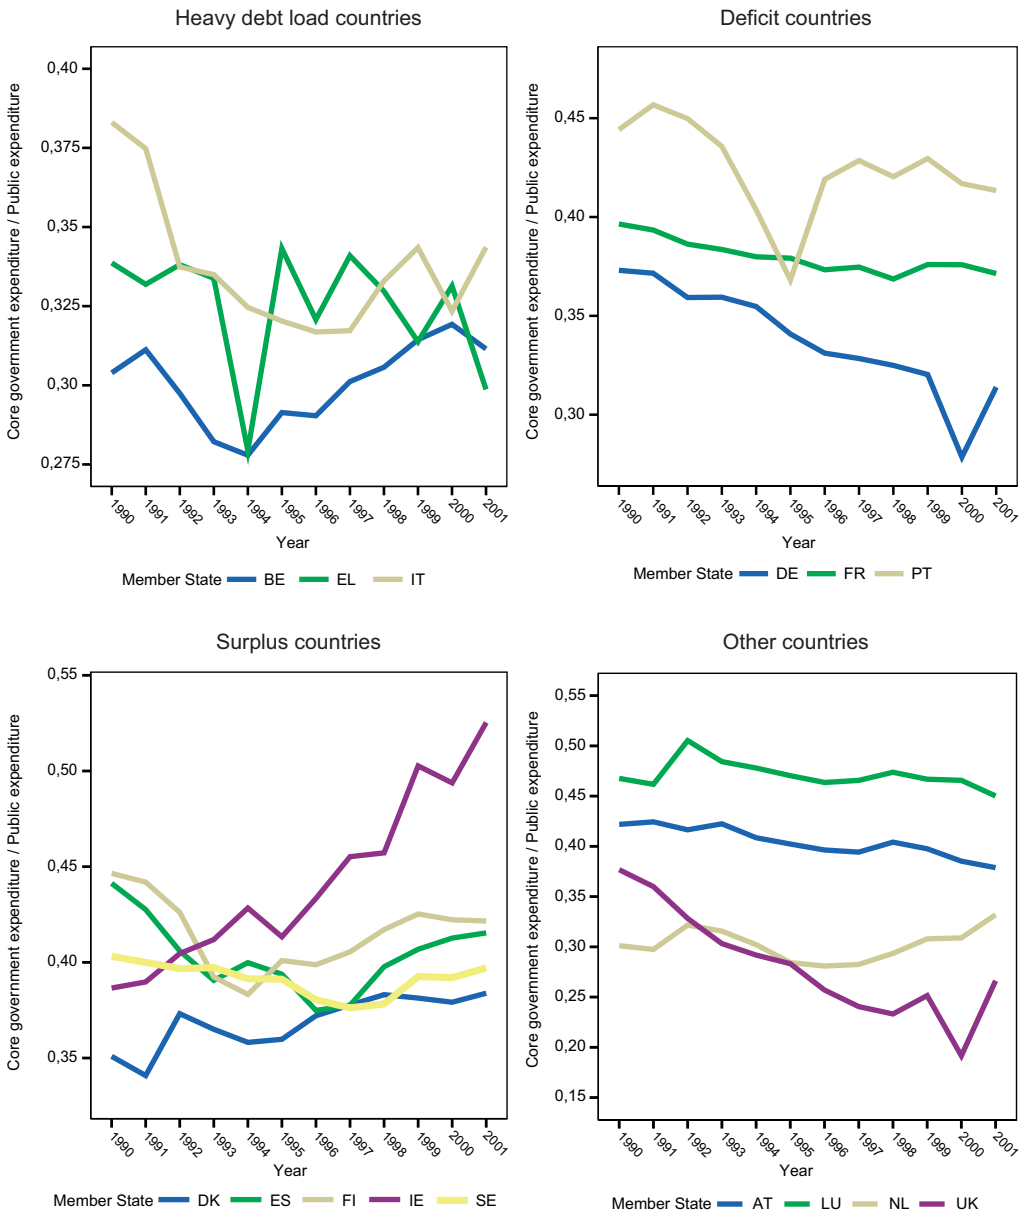 Heavy debt load countries
Core government expenditure / Public expenditure
0,40
0,375
0,35
0,325
0,30
0,275
1990 1991 1992 1993 1994 1995 1996 1997 1998 1999 2000 2001
Year
Member State BE EL IT
Deficit countries
Core government expenditure / Public expenditure
0,45
0,40
0,35
0,30
1990 1991 1992 1993 1994 1995 1996 1997 1998 1999 2000 2001
Year
Member State DE FR PT
Surplus countries
Core government expenditure / Public expenditure
0,55
0,50
0,45
0,40
0,35
1990 1991 1992 1993 1994 1995 1996 1997 1998 1999 2000 2001
Year
Member State DK ES FI IE SE
Other countries
Core government expenditure / Public expenditure
0,55
0,50
0,45
0,40
0,35
0,30
0,25
0,20
0,15
1990 1991 1992 1993 1994 1995 1996 1997 1998 1999 2000 2001
Year
Member State AT LU NL UK